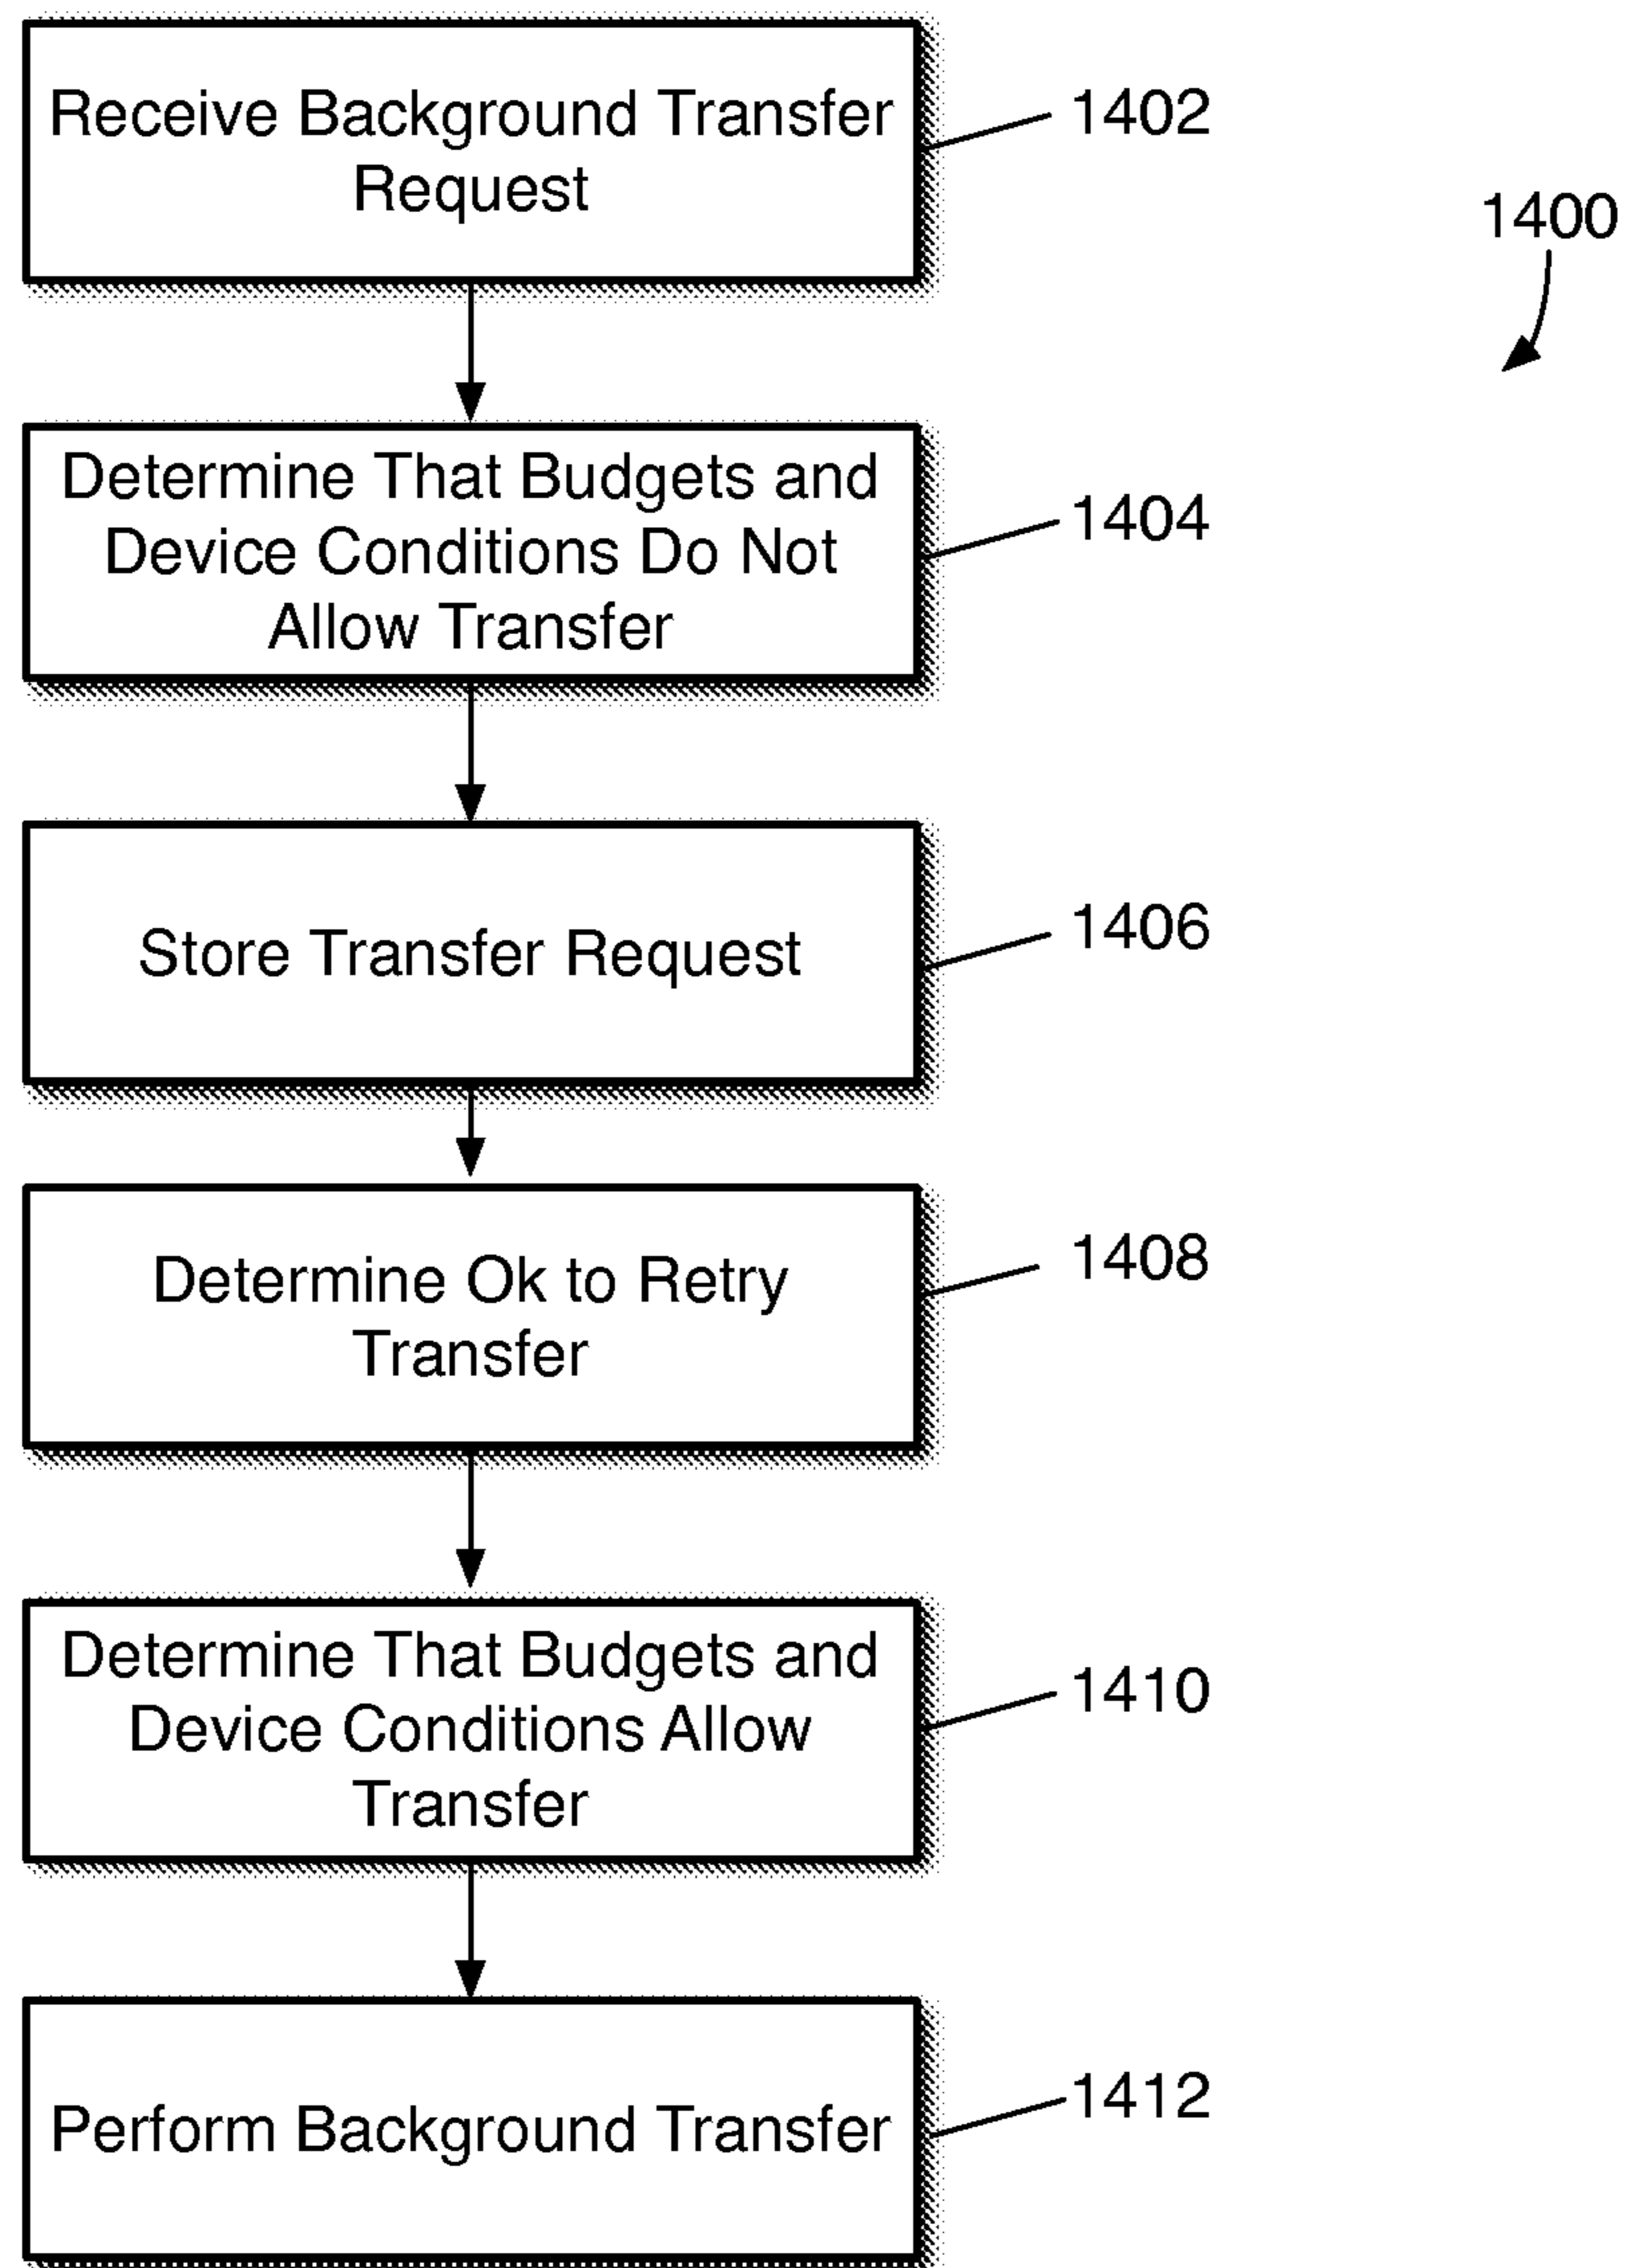 Receive Background Transfer
Request
1402
1400
Determine That Budgets and
Device Conditions Do Not
Allow Transfer
1404
Store Transfer Request
1406
Determine Ok to Retry
Transfer
1408
Determine That Budgets and
Device Conditions Allow
Transfer
1410
Perform Background Transfer
1412